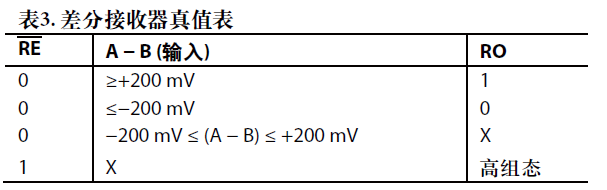 表3. 差分接收器真值表
RE A − B (输入) RO
0 ≥+200 mV 1
0 ≤−200 mV 0
0 −200 mV ≤ (A − B) ≤ +200 mV X
1 X 高组态